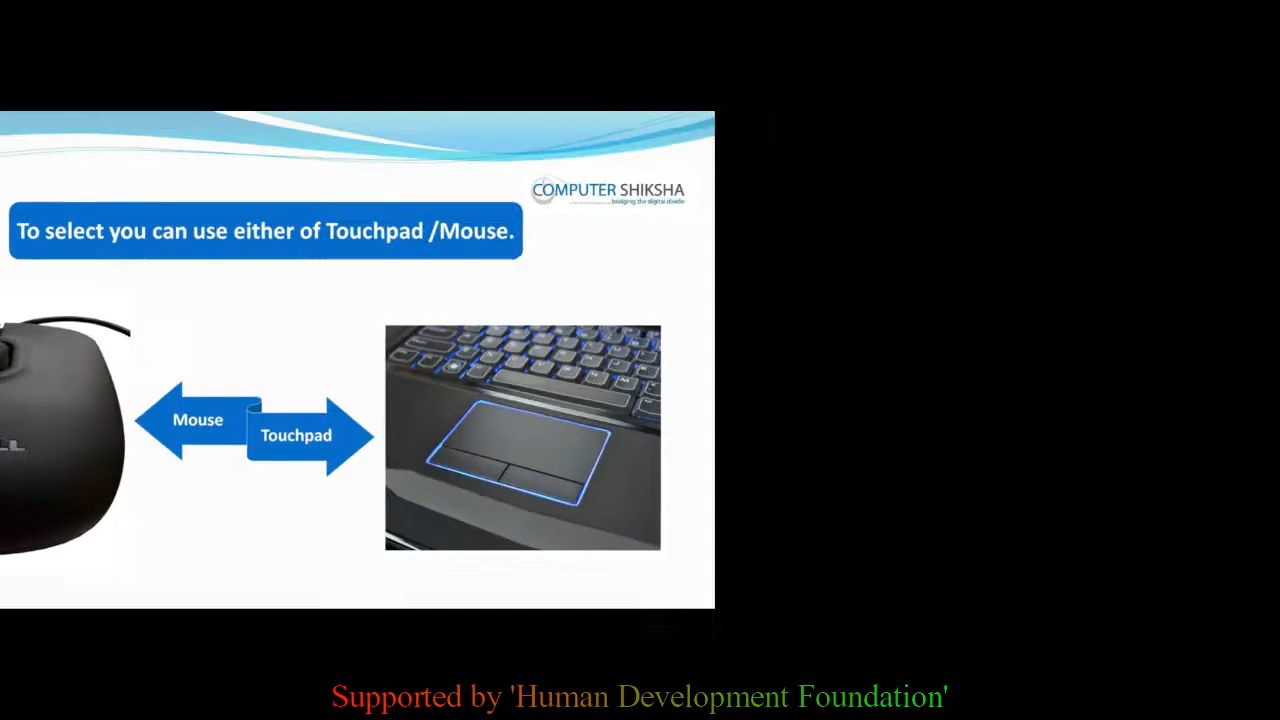 COMPUTER SHIKSHA
bridging the digital divide
To select you can use either of Touchpad /Mouse.
Mouse
Touchpad
Supported by 'Human Development Foundation'